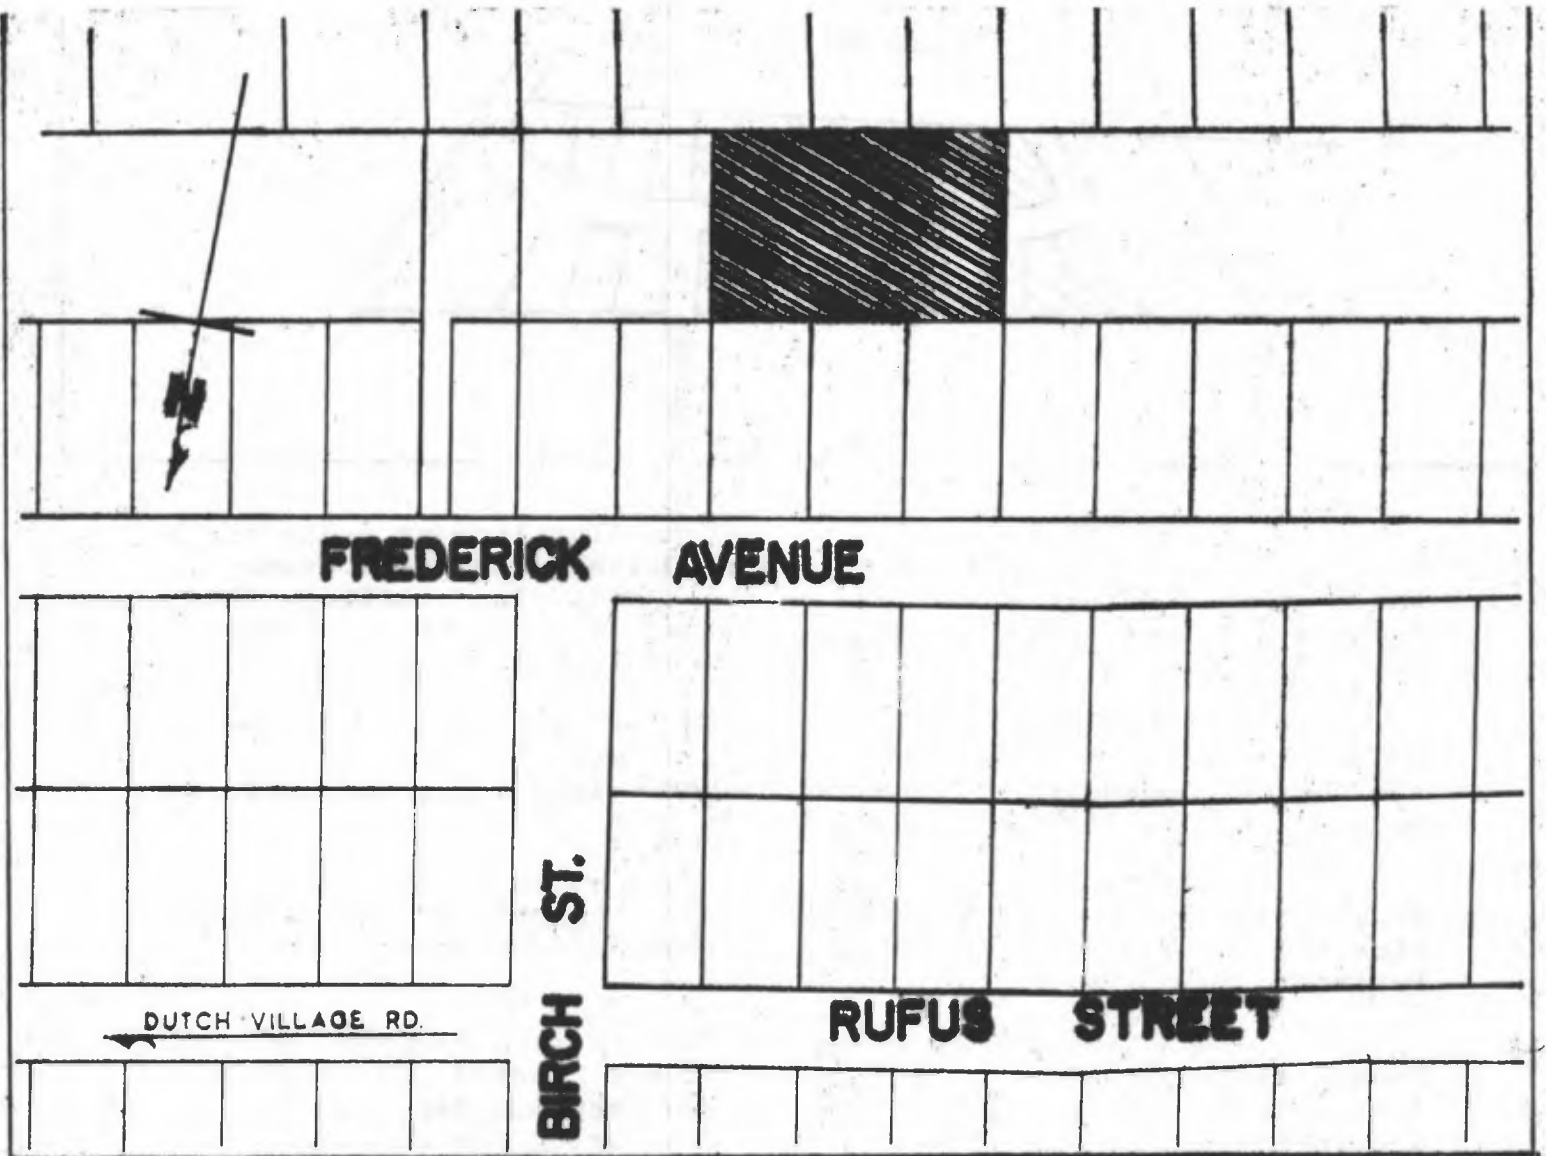 N
FREDERICK AVENUE
BIRCH ST.
DUTCH VILLAGE RD.
RUFUS STREET